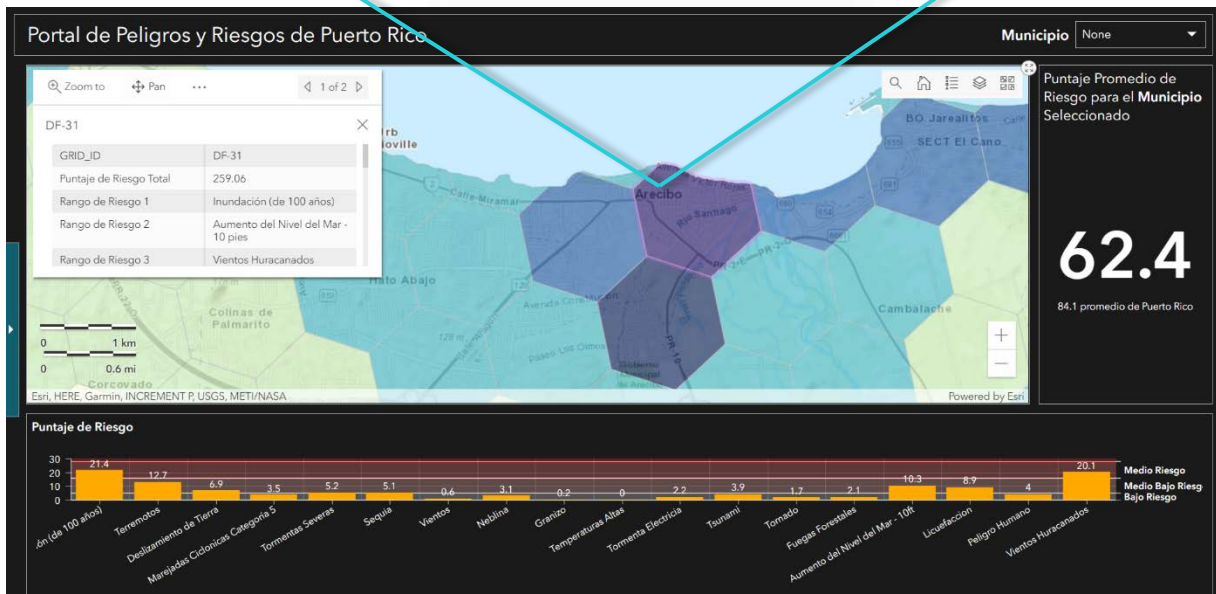 Portal de Peligros y Riesgos de Puerto Rico
Municipio None
Zoom to Pan ... 1 of 2
DF-31
GRID_ID DF-31
Puntaje de Riesgo Total 259.06
Rango de Riesgo 1 Inundación (de 100 años)
Rango de Riesgo 2 Aumento del Nivel del Mar -
10 pies
Rango de Riesgo 3 Vientos Huracanados
BO Jarealitos
SECT El Cano
Arecibo
Calle Miramar
Rio Santiago
Hato Abajo
Colinas de
Palmarito
Cambalache
128 m
PR-10
0 1 km
0 0.6 mi
Corcovado
Esri, HERE, Garmin, INCREMENT P, USGS, METI/NASA
Powered by Esri
Puntaje Promedio de
Riesgo para el Municipio
Seleccionado
62.4
84.1 promedio de Puerto Rico
Puntaje de Riesgo
30
20
10
0
21.4
12.7
6.9
3.5
5.2
5.1
0.6
3.1
0.2
0
2.2
3.9
1.7
2.1
10.3
8.9
4
20.1
Medio Riesgo
Medio Bajo Riesg
Bajo Riesgo
ón (de 100 años)
Terremotos
Deslizamiento de Tierra
Marejadas Ciclonicas Categoria 5
Tormentas Severas
Sequia
Vientos
Neblina
Granizo
Temperaturas Altas
Tormenta Electricia
Tsunami
Tornado
Fuegas Forestales
Aumento del Nivel del Mar - 10ft
Licuefaccion
Peligro Humano
Vientos Huracanados